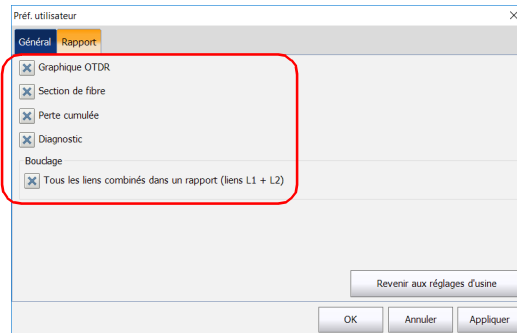 Préf. utilisateur
Général Rapport
Graphique OTDR
Section de fibre
Perte cumulée
Diagnostic
Bouclage
Tous les liens combinés dans un rapport (liens L1 + L2)
Revenir aux réglages d'usine
OK Annuler Appliquer